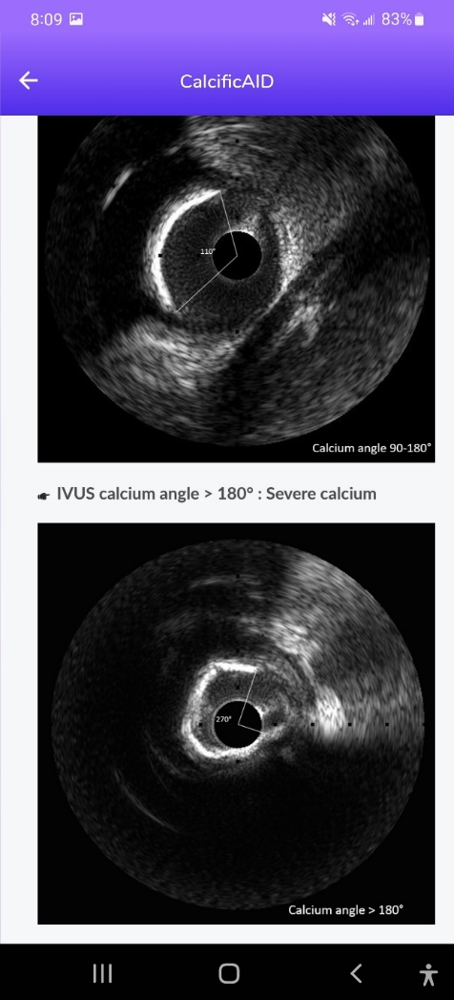 8:09 83%
CalcificAID
110°
Calcium angle 90-180°
IVUS calcium angle > 180° : Severe calcium
270°
Calcium angle > 180°